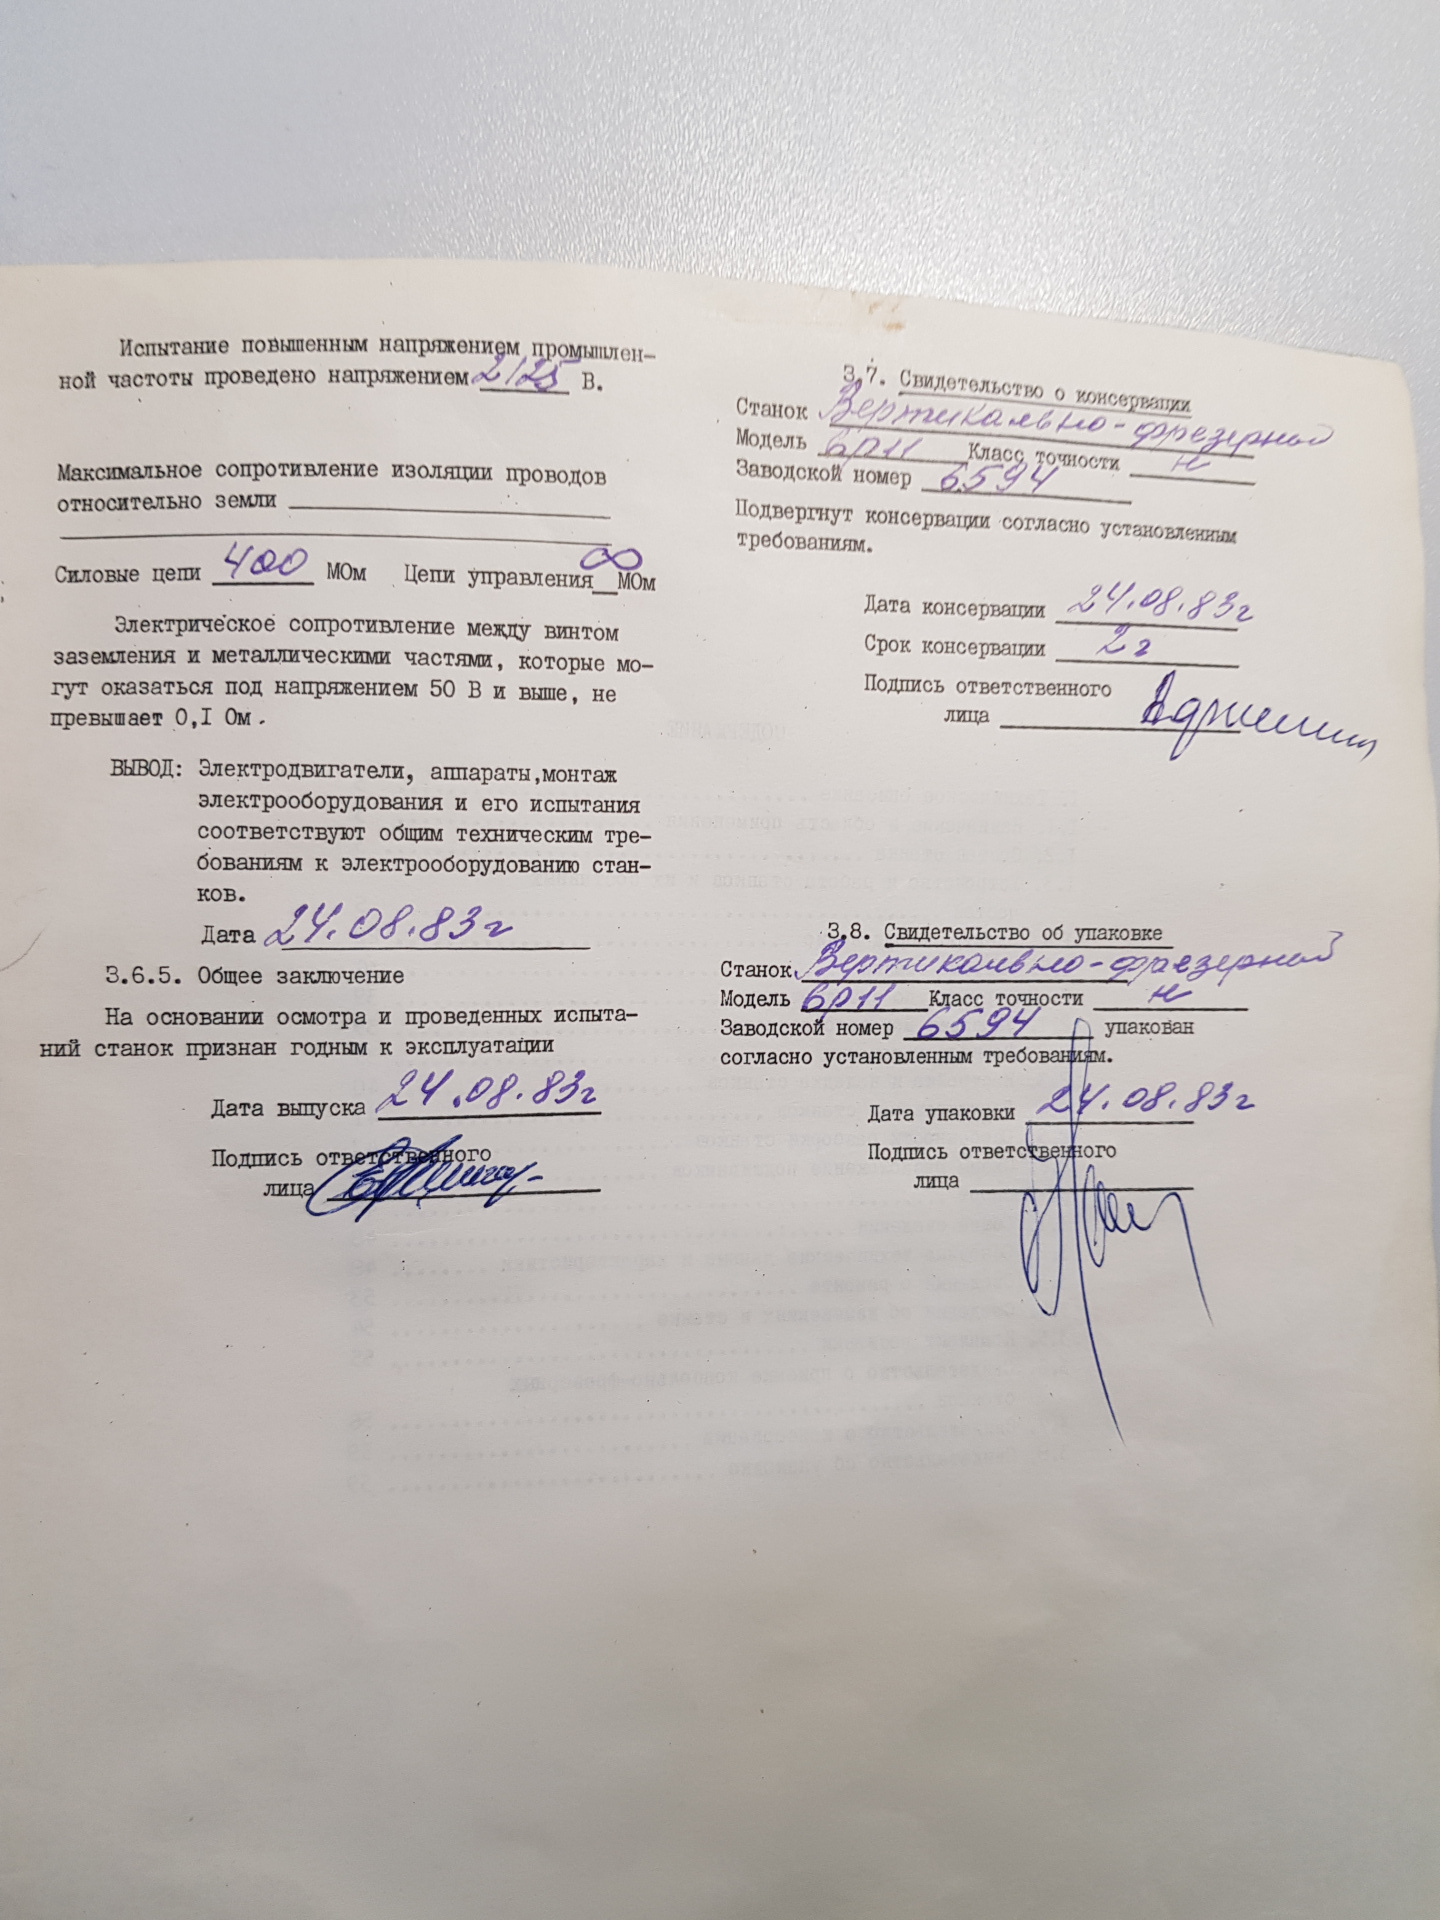 Испытание повышенным напряжением промышлен-
ной частоты проведено напряжением 2125 В.
Максимальное сопротивление изоляции проводов
относительно земли
Силовые цепи 400 МОм Цепи управления ∞ МОм
Электрическое сопротивление между винтом
заземления и металлическими частями, которые мо-
гут оказаться под напряжением 50 В и выше, не
превышает 0,I Ом.
ВЫВОД: Электродвигатели, аппараты,монтаж
электрооборудования и его испытания
соответствуют общим техническим тре-
бованиям к электрооборудованию стан-
ков.
Дата 24.08.83г
3.6.5. Общее заключение
На основании осмотра и проведенных испыта-
ний станок признан годным к эксплуатации
Дата выпуска 24.08.83г
Подпись ответственного
лица
3.7. Свидетельство о консервации
Станок Вертикально-фрезерный
Модель 6р11 Класс точности н
Заводской номер 6594
Подвергнут консервации согласно установленным
требованиям.
Дата консервации 24.08.83г
Срок консервации 2г
Подпись ответственного
лица
3.8. Свидетельство об упаковке
Станок Вертикально-фрезерный
Модель 6р11 Класс точности н
Заводской номер 6594 упакован
согласно установленным требованиям.
Дата упаковки 24.08.83г
Подпись ответственного
лица